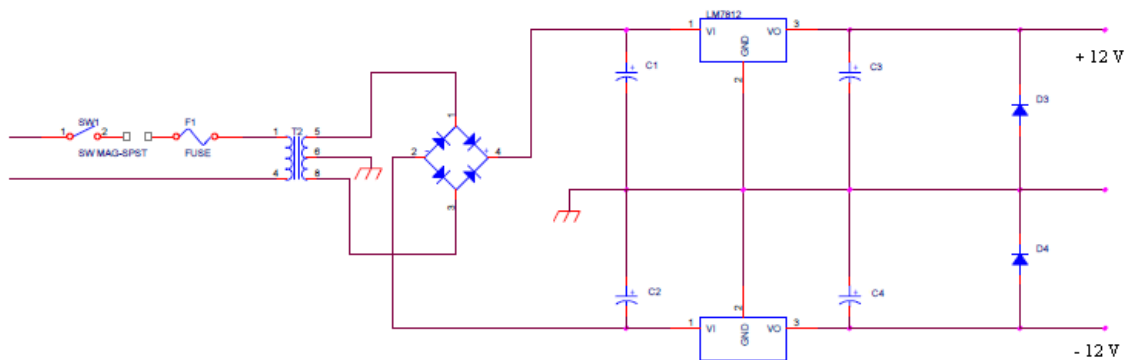 LM7812
1 VI VO 3
GND
2
+ 12 V
C1
C3
D3
SW1
1 2
SW MAG-SPST
F1
FUSE
T2
1 5
6
4 8
1
2 - + 4
3
+
+
D4
C2
C4
+
+
2
GND
1 VI VO 3
- 12 V